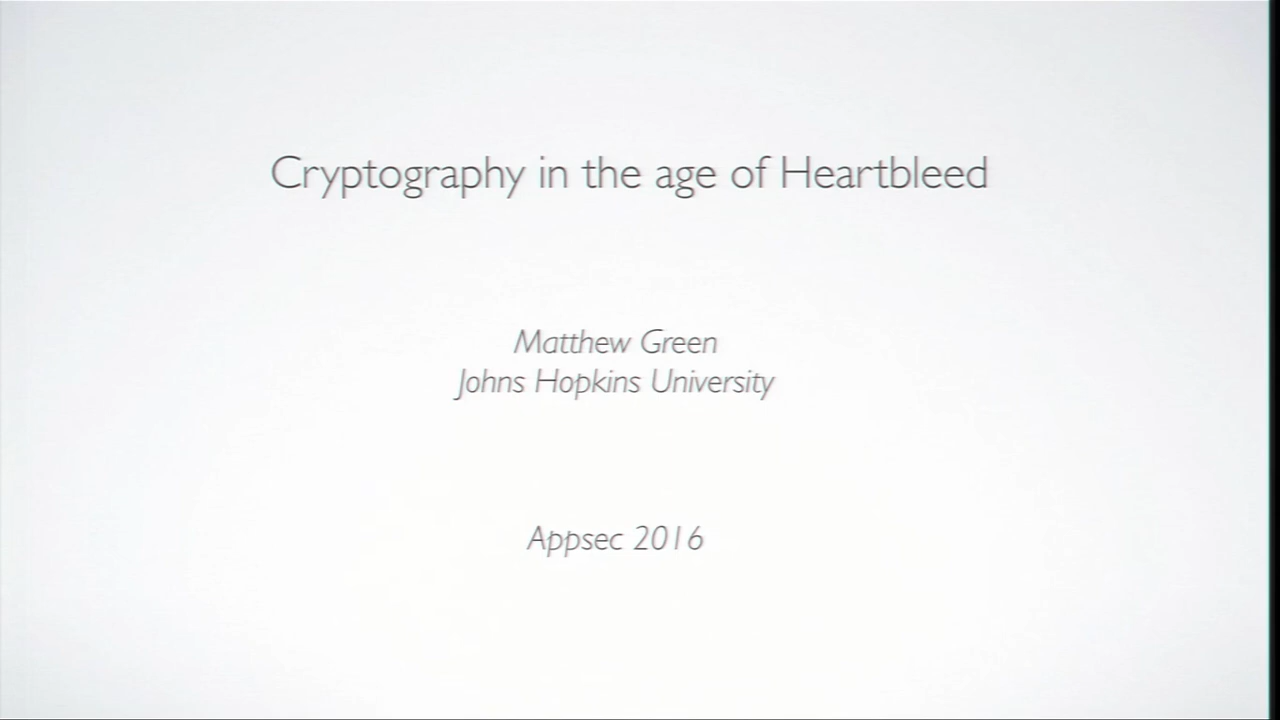 Cryptography in the age of Heartbleed
Matthew Green
Johns Hopkins University
Appsec 2016